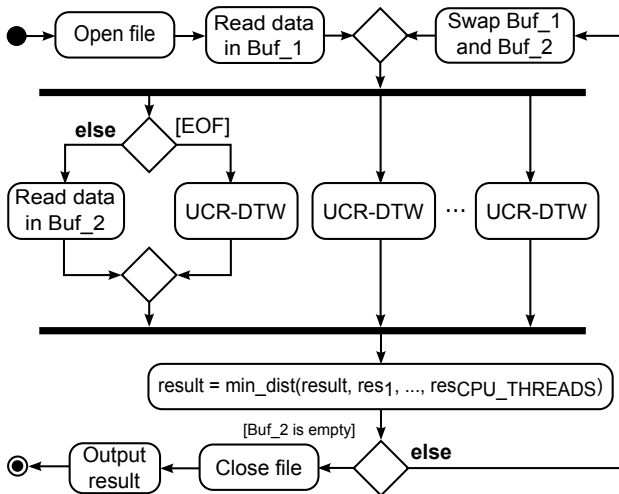 Open file
Read data
in Buf_1
Swap Buf_1
and Buf_2
else
[EOF]
Read data
in Buf_2
UCR-DTW
UCR-DTW
...
UCR-DTW
result = min_dist(result, res1, ..., resCPU_THREADS)
[Buf_2 is empty]
else
Output
result
Close file